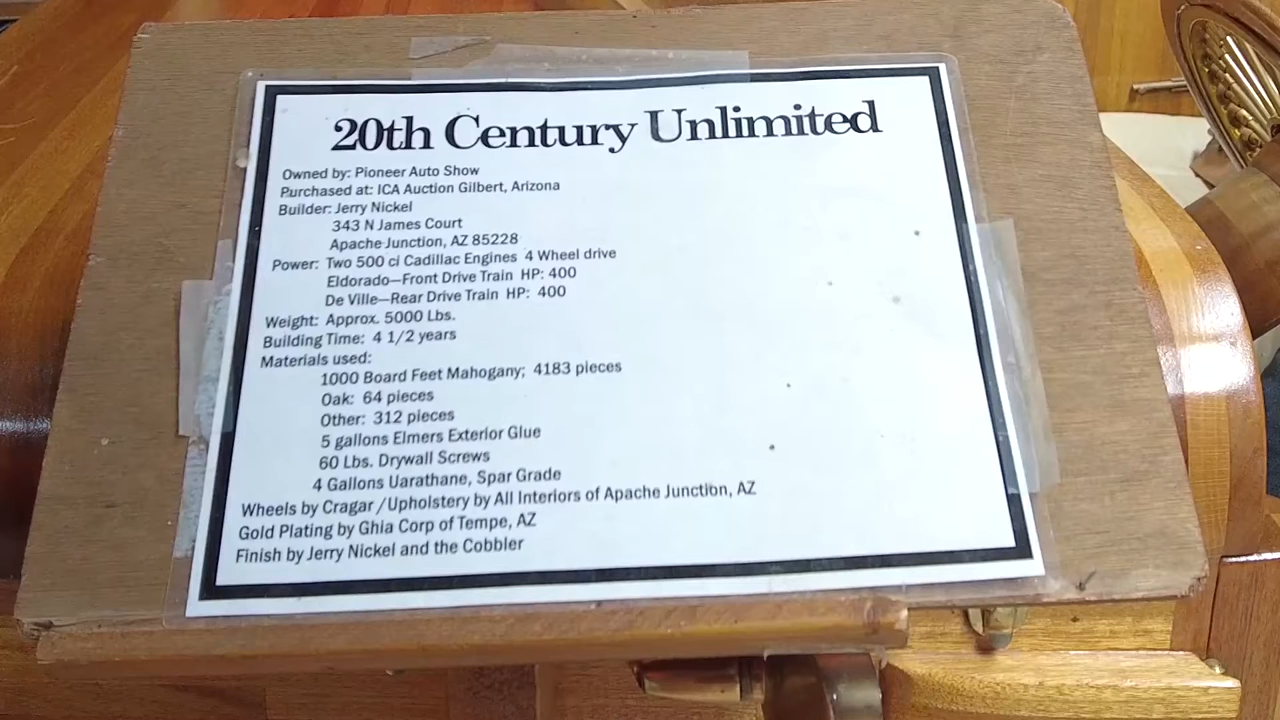 20th Century Unlimited
Owned by: Pioneer Auto Show
Purchased at: ICA Auction Gilbert, Arizona
Builder: Jerry Nickel
343 N James Court
Apache Junction, AZ 85228
Power: Two 500 ci Cadillac Engines 4 Wheel drive
Eldorado—Front Drive Train HP: 400
De Ville—Rear Drive Train HP: 400
Weight: Approx. 5000 Lbs.
Building Time: 4 1/2 years
Materials used:
1000 Board Feet Mahogany; 4183 pieces
Oak: 64 pieces
Other: 312 pieces
5 gallons Elmers Exterior Glue
60 Lbs. Drywall Screws
4 Gallons Uarathane, Spar Grade
Wheels by Cragar /Upholstery by All Interiors of Apache Junction, AZ
Gold Plating by Ghia Corp of Tempe, AZ
Finish by Jerry Nickel and the Cobbler